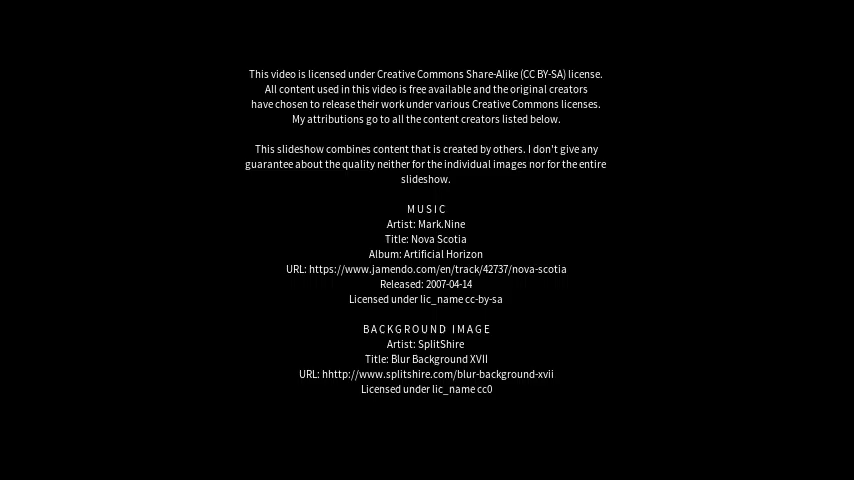 This video is licensed under Creative Commons Share-Alike (CC BY-SA) license.
All content used in this video is free available and the original creators
have chosen to release their work under various Creative Commons licenses.
My attributions go to all the content creators listed below.
This slideshow combines content that is created by others. I don't give any
guarantee about the quality neither for the individual images nor for the entire
slideshow.
MUSIC
Artist: Mark.Nine
Title: Nova Scotia
Album: Artificial Horizon
URL: https://www.jamendo.com/en/track/42737/nova-scotia
Released: 2007-04-14
Licensed under lic_name cc-by-sa
BACKGROUND IMAGE
Artist: SplitShire
Title: Blur Background XVII
URL: hhttp://www.splitshire.com/blur-background-xvii
Licensed under lic_name cc0